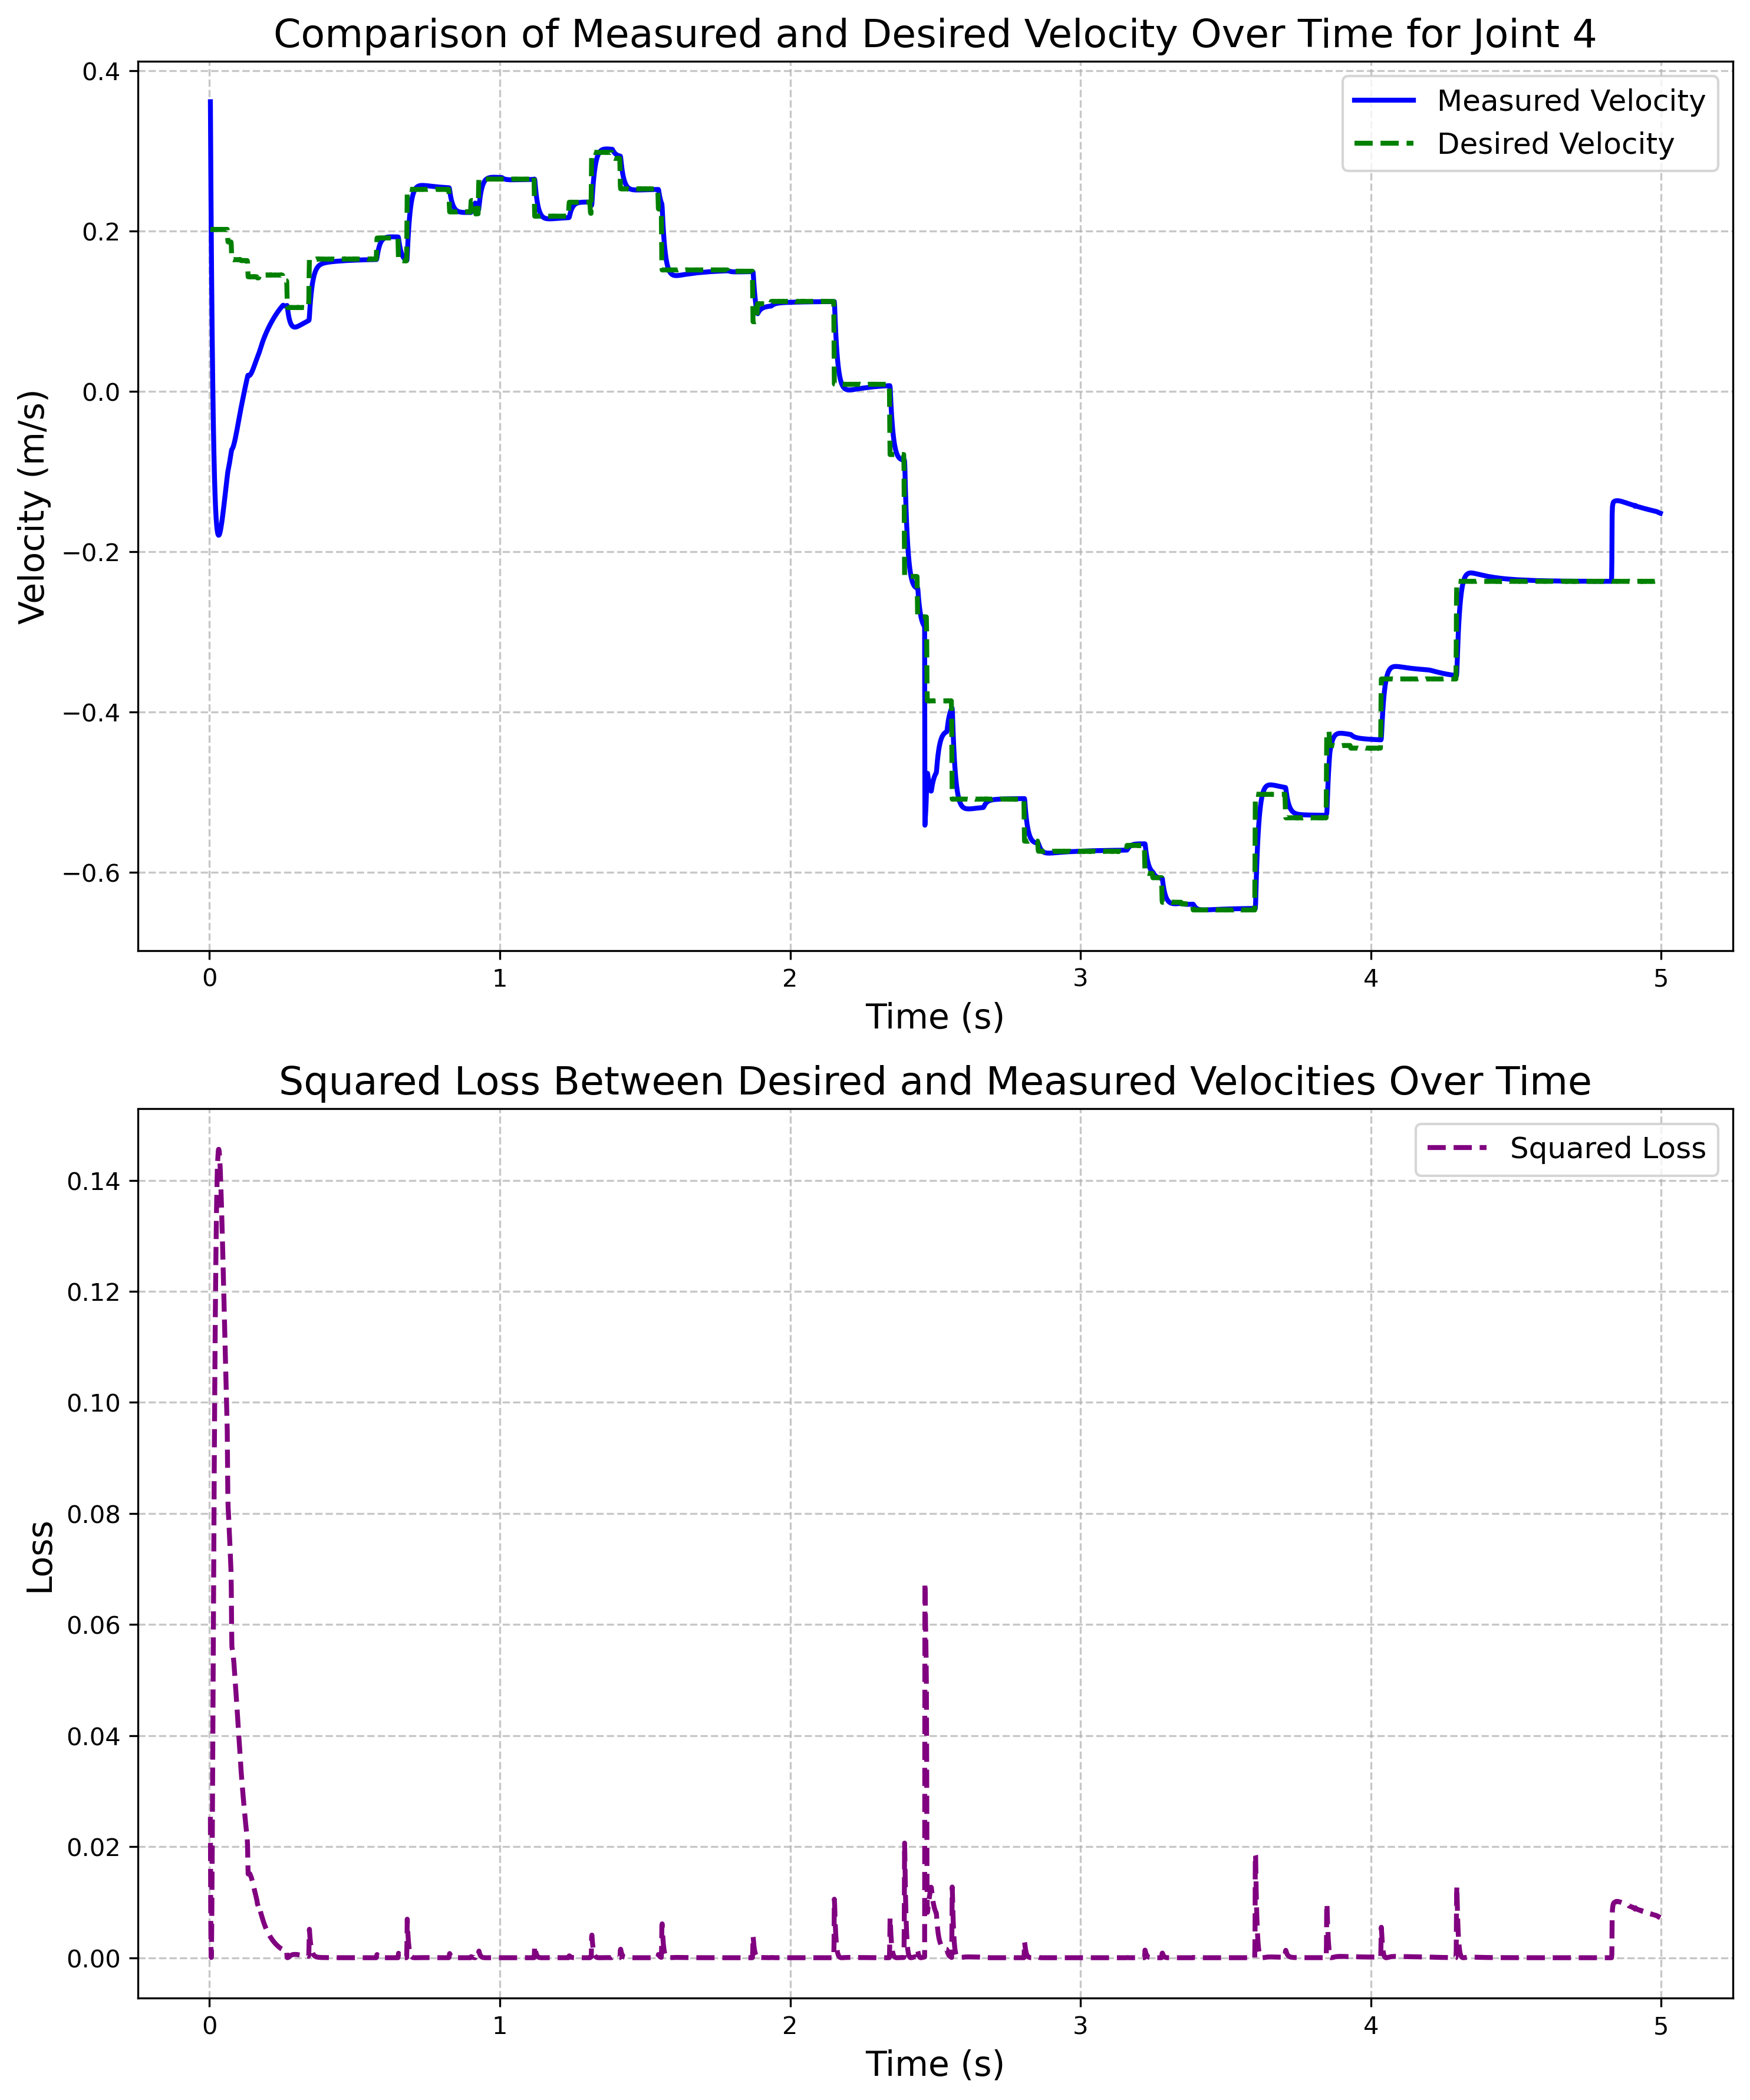 Comparison of Measured and Desired Velocity Over Time for Joint 4
Measured Velocity
Desired Velocity
Velocity (m/s)
0.4
0.2
0.0
−0.2
−0.4
−0.6
0 1 2 3 4 5
Time (s)
Squared Loss Between Desired and Measured Velocities Over Time
Squared Loss
Loss
0.14
0.12
0.10
0.08
0.06
0.04
0.02
0.00
0 1 2 3 4 5
Time (s)